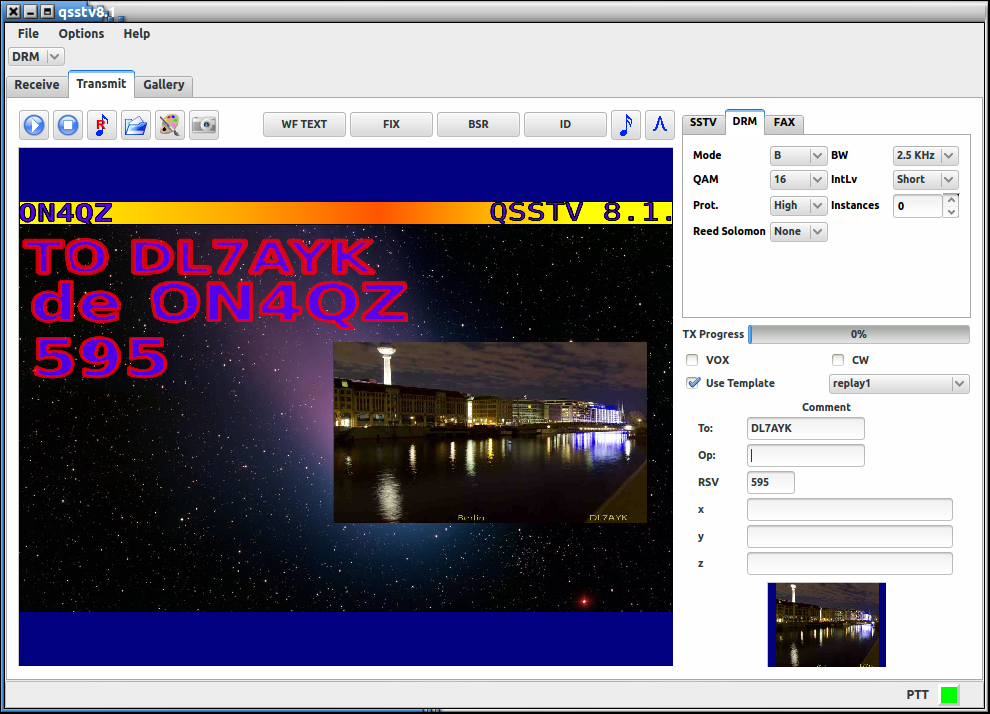 qsstv8.1
File Options Help
DRM
Receive Transmit Gallery
R
WF TEXT FIX BSR ID
SSTV DRM FAX
Mode B BW 2.5 KHz
QAM 16 IntLv Short
Prot. High Instances 0
Reed Solomon None
ON4QZ QSSTV 8.1.
TO DL7AYK
de ON4QZ
595
Berlin DL7AYK
TX Progress 0%
VOX CW
Use Template replay1
Comment
To: DL7AYK
Op:
RSV 595
x
y
z
PTT